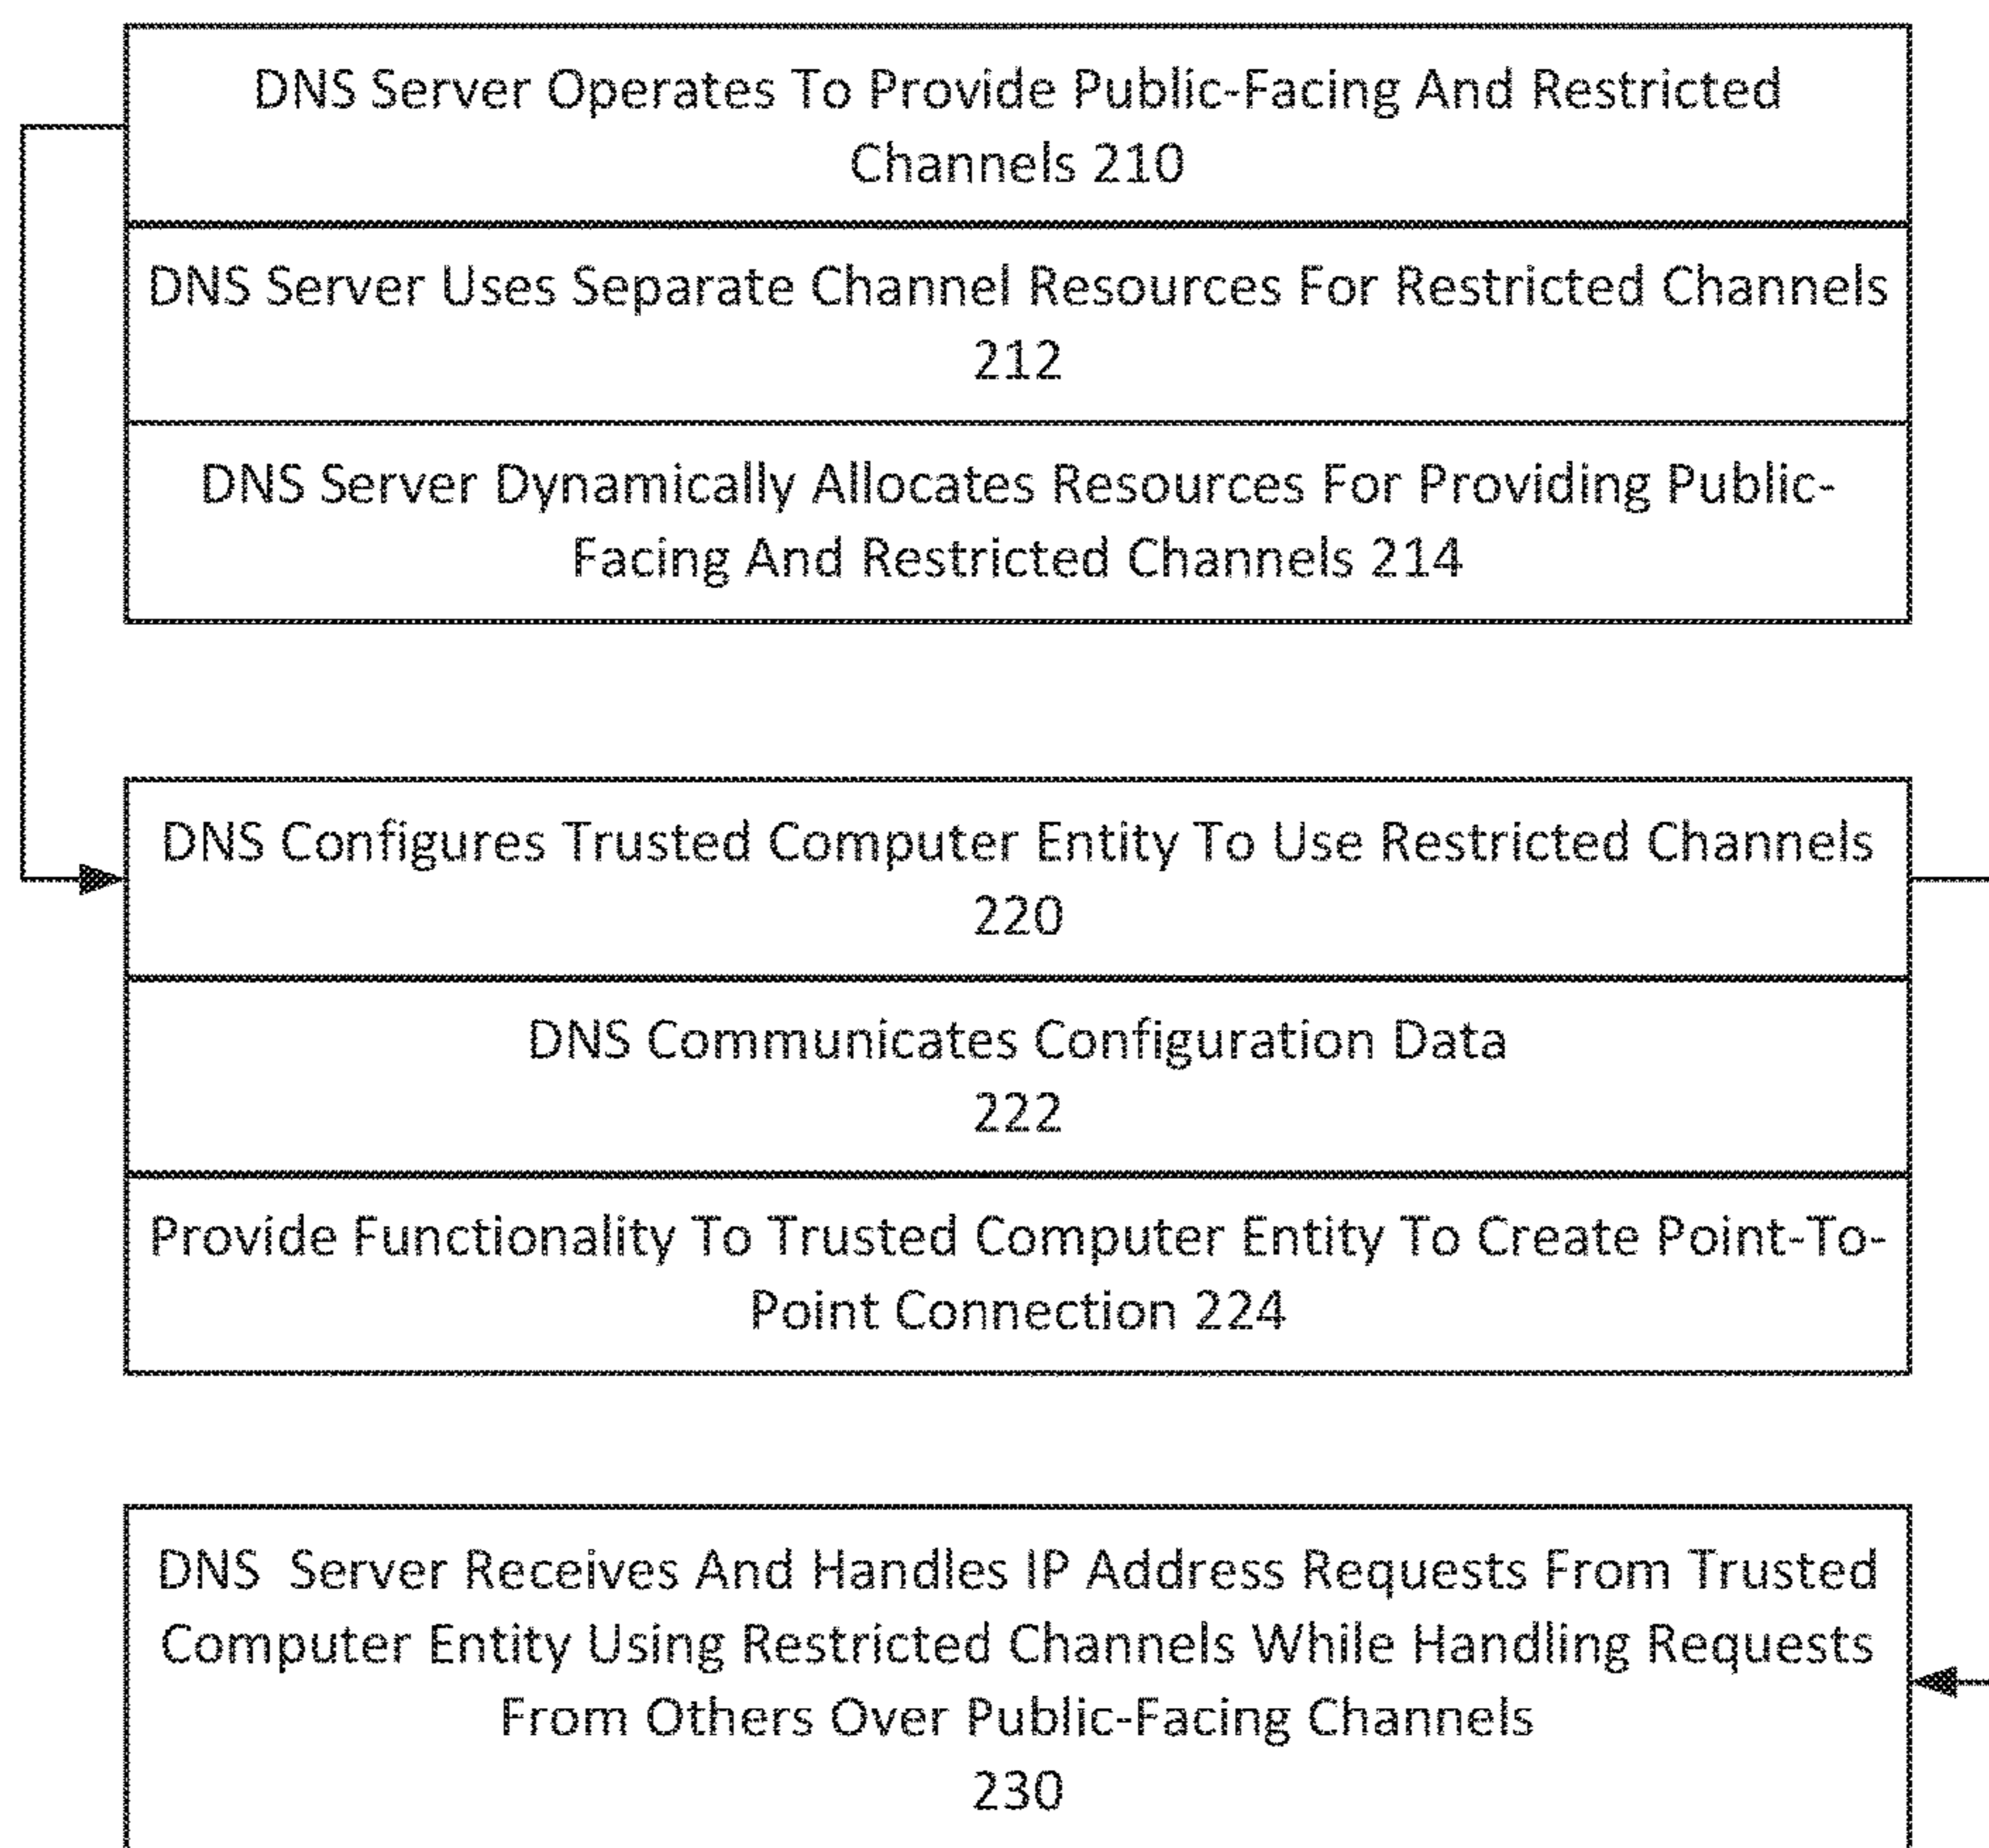 DNS Server Operates To Provide Public-Facing And Restricted
Channels 210
DNS Server Uses Separate Channel Resources For Restricted Channels
212
DNS Server Dynamically Allocates Resources For Providing Public-
Facing And Restricted Channels 214
DNS Configures Trusted Computer Entity To Use Restricted Channels
220
DNS Communicates Configuration Data
222
Provide Functionality To Trusted Computer Entity To Create Point-To-
Point Connection 224
DNS Server Receives And Handles IP Address Requests From Trusted
Computer Entity Using Restricted Channels While Handling Requests
From Others Over Public-Facing Channels
230